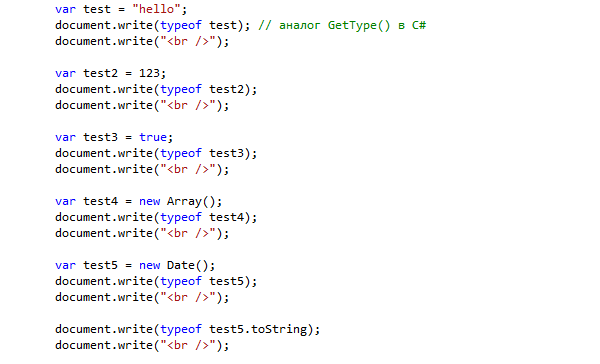 var test = "hello";
document.write(typeof test); // аналог GetType() в C#
document.write("<br />");
var test2 = 123;
document.write(typeof test2);
document.write("<br />");
var test3 = true;
document.write(typeof test3);
document.write("<br />");
var test4 = new Array();
document.write(typeof test4);
document.write("<br />");
var test5 = new Date();
document.write(typeof test5);
document.write("<br />");
document.write(typeof test5.toString);
document.write("<br />");